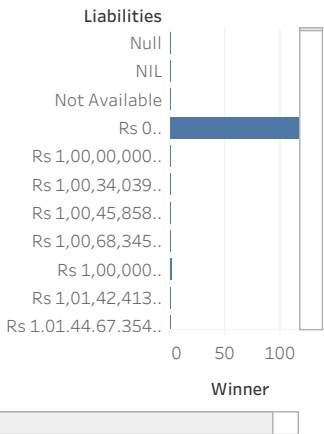 Liabilities
Null
NIL
Not Available
Rs 0..
Rs 1,00,00,000..
Rs 1,00,34,039..
Rs 1,00,45,858..
Rs 1,00,68,345..
Rs 1,00,000..
Rs 1,01,42,413..
Rs 1,01,44,67,354..
0 50 100
Winner